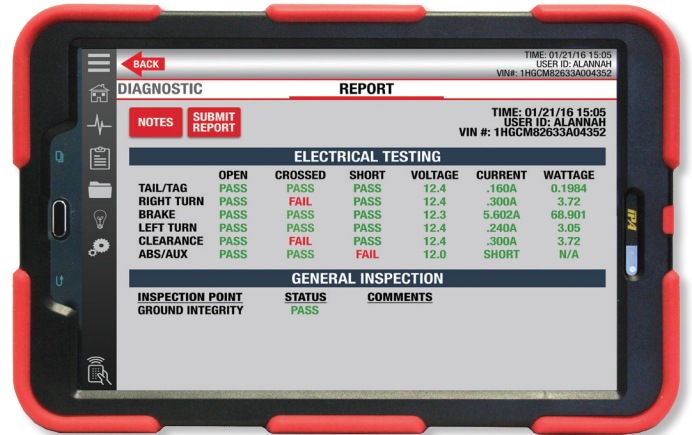 BACK
TIME: 01/21/16 15:05
USER ID: ALANNAH
VIN#: 1HGCM82633A004352
DIAGNOSTIC REPORT
NOTES
SUBMIT
REPORT
TIME: 01/21/16 15:05
USER ID: ALANNAH
VIN #: 1HGCM82633A04352
ELECTRICAL TESTING
OPEN CROSSED SHORT VOLTAGE CURRENT WATTAGE
TAIL/TAG PASS PASS PASS 12.4 .160A 0.1984
RIGHT TURN PASS FAIL PASS 12.4 .300A 3.72
BRAKE PASS PASS PASS 12.3 5.602A 68.901
LEFT TURN PASS PASS PASS 12.4 .240A 3.05
CLEARANCE PASS FAIL PASS 12.4 .300A 3.72
ABS/AUX PASS PASS FAIL 12.0 SHORT N/A
GENERAL INSPECTION
INSPECTION POINT STATUS COMMENTS
GROUND INTEGRITY PASS
IPA